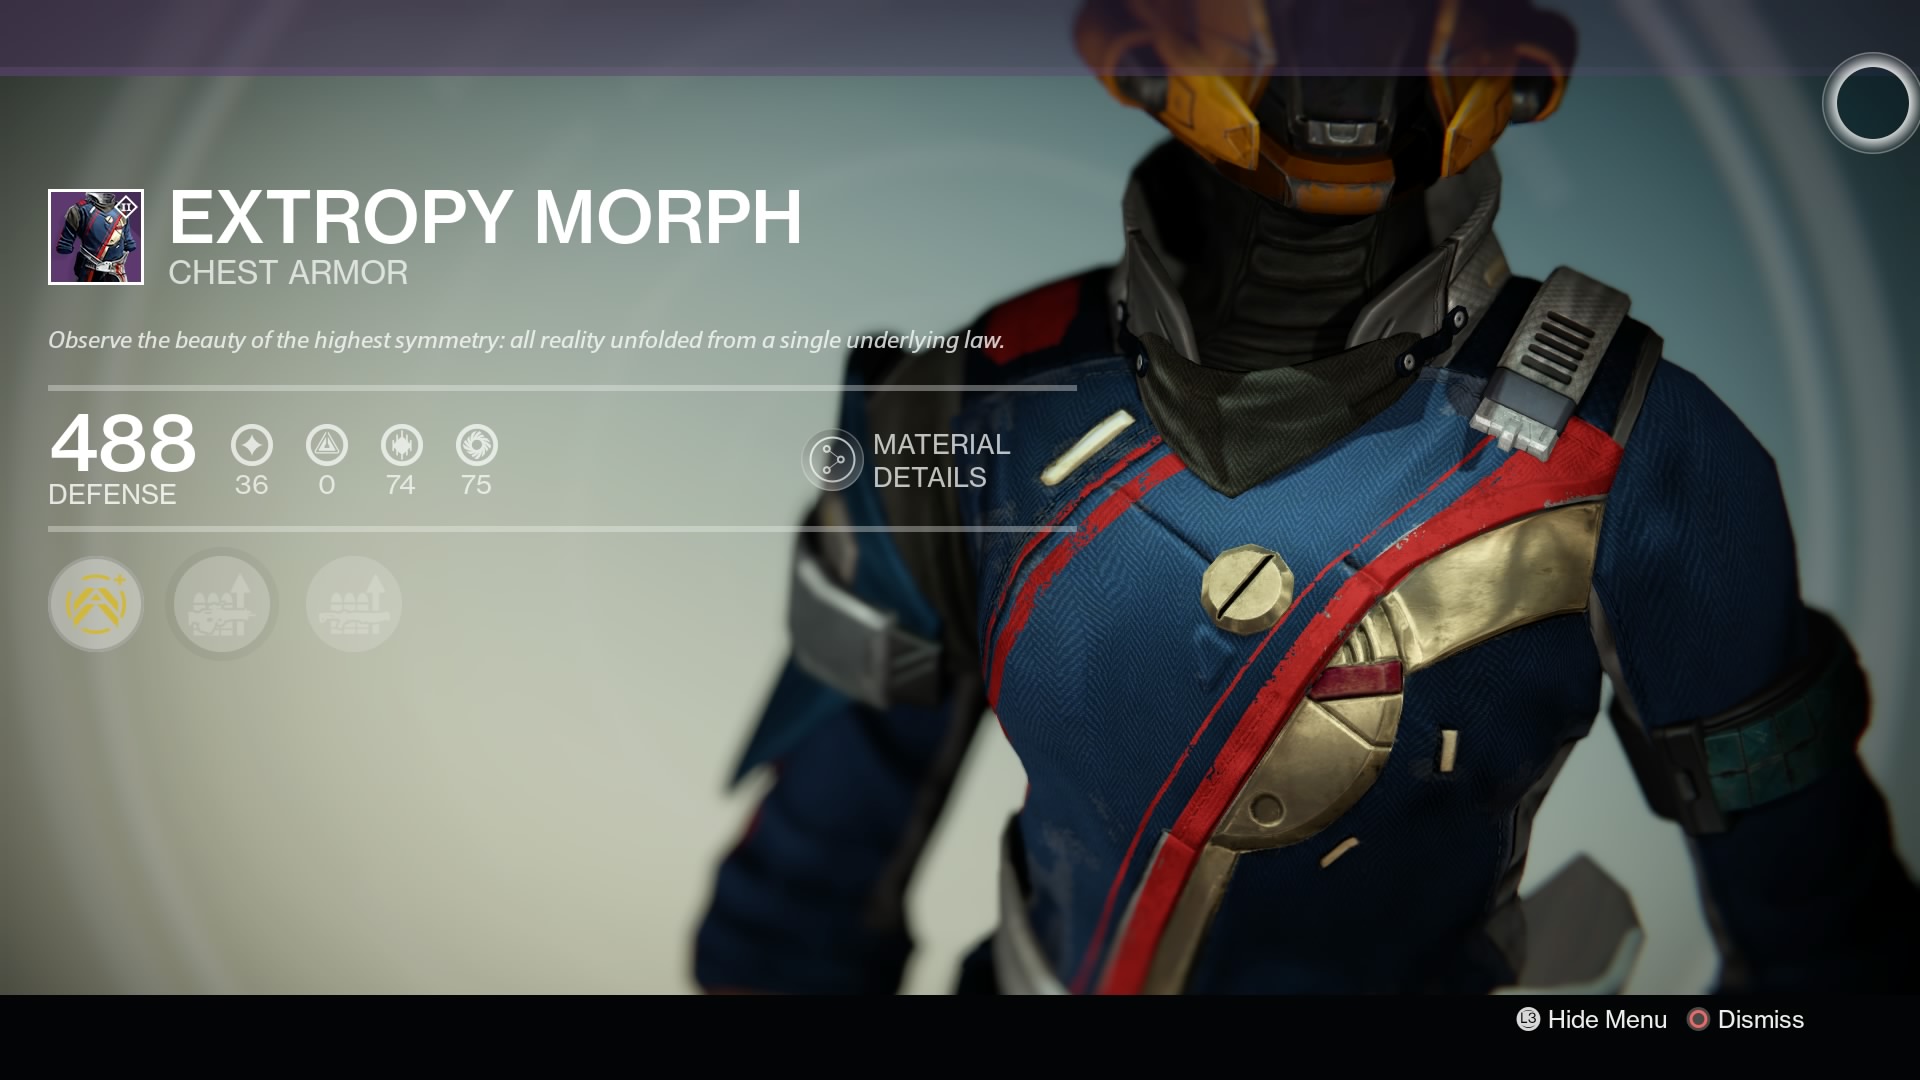 EXTROPY MORPH
CHEST ARMOR
Observe the beauty of the highest symmetry: all reality unfolded from a single underlying law.
488
DEFENSE
36 0 74 75
MATERIAL
DETAILS
L3 Hide Menu Dismiss